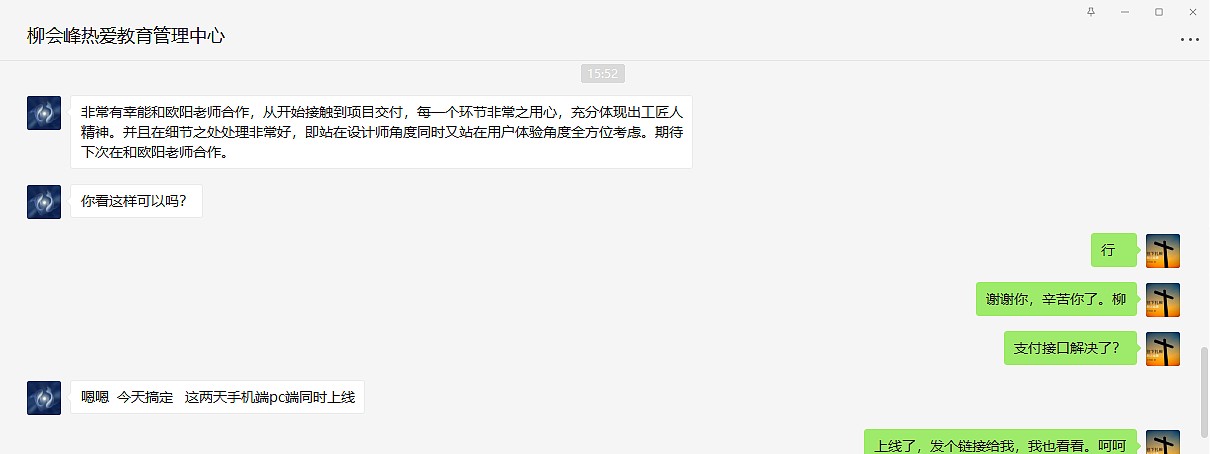 柳会峰热爱教育管理中心
15:52
非常有幸能和欧阳老师合作，从开始接触到项目交付，每一个环节非常之用心，充分体现出工匠人
精神。并且在细节之处处理非常好，即站在设计师角度同时又站在用户体验角度全方位考虑。期待
下次在和欧阳老师合作。
你看这样可以吗？
行
谢谢你，辛苦你了。柳
支付接口解决了？
嗯嗯 今天搞定 这两天手机端pc端同时上线
上线了，发个链接给我，我也看看。呵呵